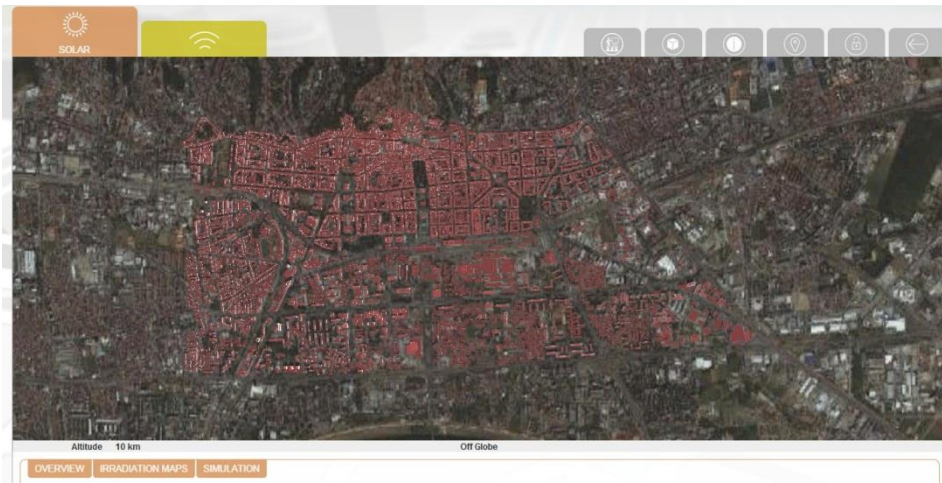 SOLAR
Altitude 10 km Off Globe
OVERVIEW IRRADIATION MAPS SIMULATION